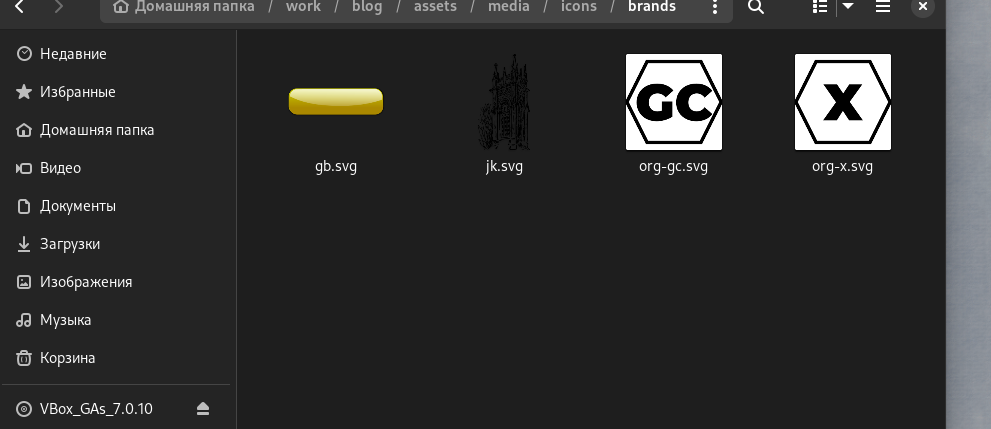 Домашняя папка / work / blog / assets / media / icons / brands
Недавние
Избранные
Домашняя папка
Видео
Документы
Загрузки
Изображения
Музыка
Корзина
VBox_GAs_7.0.10
GC
X
gb.svg
jk.svg
org-gc.svg
org-x.svg